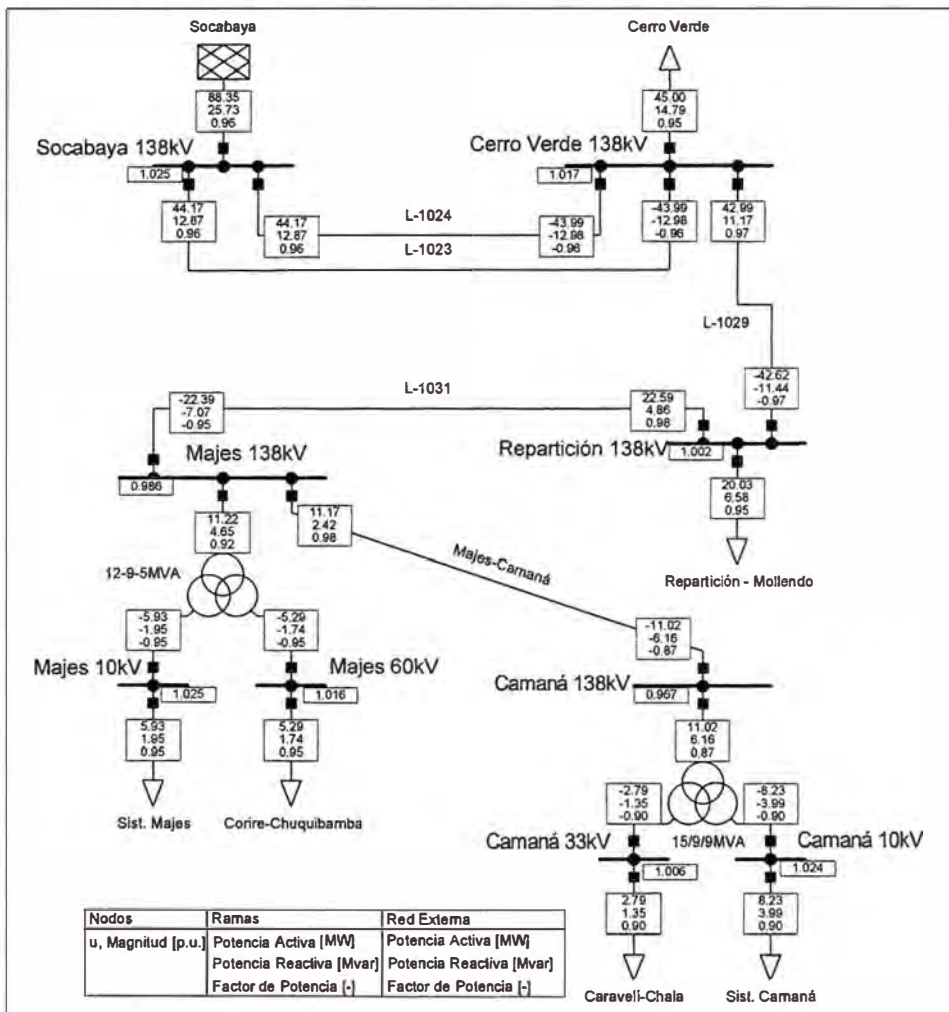 Socabaya
Cerro Verde
88.35
25.73
0.96
45.00
14.79
0.95
Socabaya 138kV
Cerro Verde 138kV
1.025
1.017
44.17
12.87
0.96
44.17
12.87
0.96
L-1024
L-1023
-43.99
-12.98
-0.96
-43.99
-12.98
-0.96
42.99
11.17
0.97
L-1029
-22.39
-7.07
-0.95
L-1031
22.59
4.86
0.98
-42.62
-11.44
-0.97
Majes 138kV
Repartición 138kV
0.986
1.002
11.22
4.65
0.92
11.17
2.42
0.98
20.03
6.58
0.95
Majes-Camaná
Repartición - Mollendo
12-9-5MVA
-5.93
-1.95
-0.95
-5.29
-1.74
-0.95
-11.02
-6.16
-0.87
Majes 10kV
Majes 60kV
Camaná 138kV
1.025
1.016
0.967
5.93
1.95
0.95
5.29
1.74
0.95
11.02
6.16
0.87
Sist. Majes
Corire-Chuquibamba
-2.79
-1.35
-0.90
-8.23
-3.99
-0.90
15/9/9MVA
Camaná 33kV
Camaná 10kV
1.006
1.024
2.79
1.35
0.90
8.23
3.99
0.90
Caravelí-Chala
Sist. Camaná
Nodos Ramas Red Externa
u, Magnitud [p.u.] Potencia Activa [MW] Potencia Activa [MW]
Potencia Reactiva [Mvar] Potencia Reactiva [Mvar]
Factor de Potencia [-] Factor de Potencia [-]